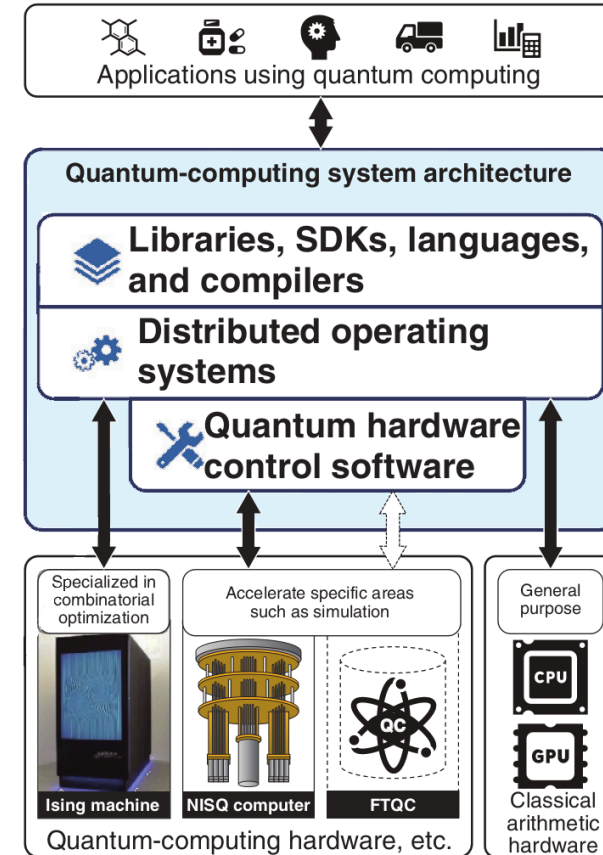 Applications using quantum computing
Quantum-computing system architecture
Libraries, SDKs, languages,
and compilers
Distributed operating
systems
Quantum hardware
control software
Specialized in
combinatorial
optimization
Accelerate specific areas
such as simulation
General
purpose
QC
CPU
GPU
Ising machine
NISQ computer
FTQC
Classical
arithmetic
hardware
Quantum-computing hardware, etc.